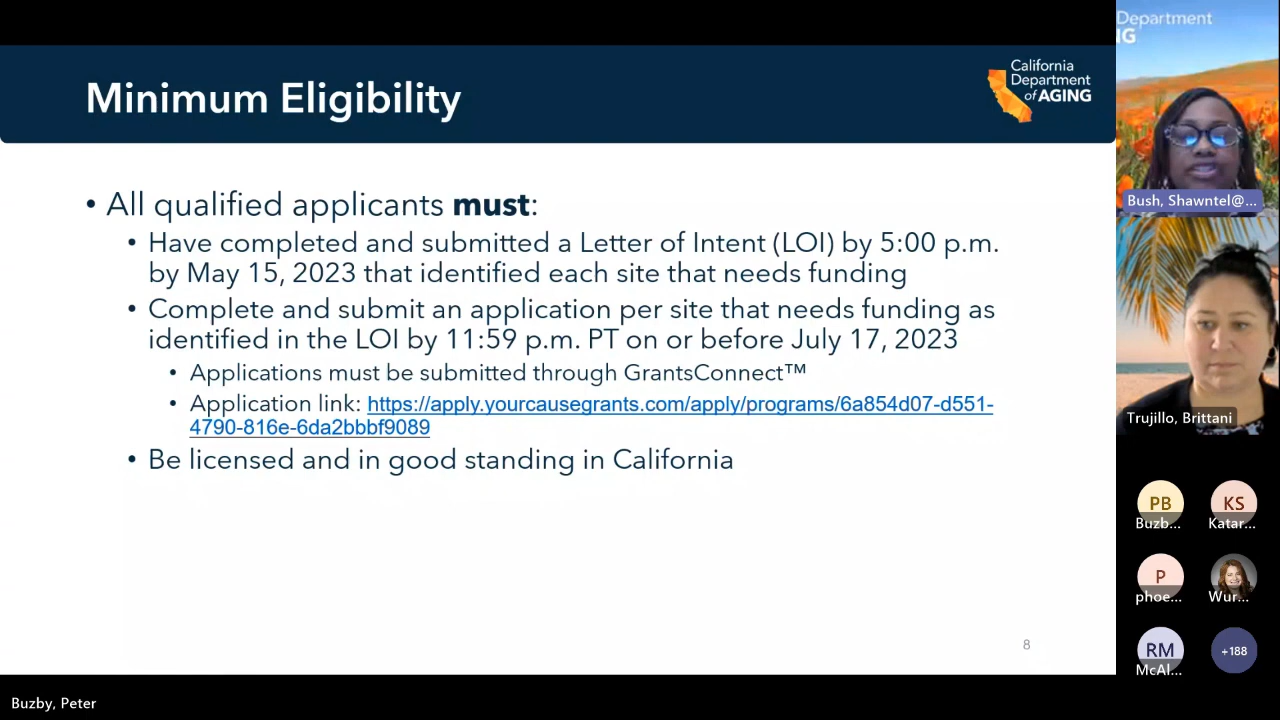 Minimum Eligibility
California
Department
of AGING
• All qualified applicants must:
• Have completed and submitted a Letter of Intent (LOI) by 5:00 p.m.
by May 15, 2023 that identified each site that needs funding
• Complete and submit an application per site that needs funding as
identified in the LOI by 11:59 p.m. PT on or before July 17, 2023
• Applications must be submitted through GrantsConnect™
• Application link: https://apply.yourcausegrants.com/apply/programs/6a854d07-d551-
4790-816e-6da2bbbf9089
• Be licensed and in good standing in California
8
Department
NG
Bush, Shawntel@...
Trujillo, Brittani
PB
Buzb...
KS
Katar...
P
phoe...
Wur...
RM
McAl...
+188
Buzby, Peter